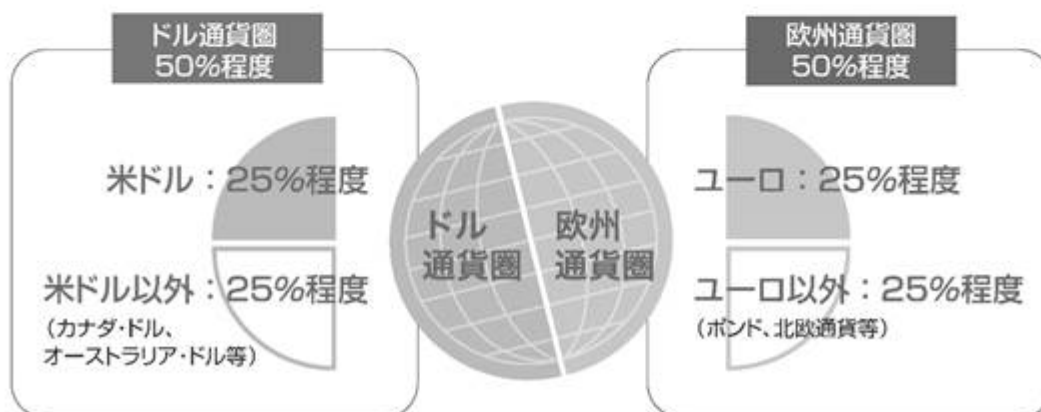 ドル通貨圏
50%程度
米ドル：25%程度
米ドル以外：25%程度
（カナダ・ドル、
オーストラリア・ドル等）
ドル
通貨圏
欧州
通貨圏
欧州通貨圏
50%程度
ユーロ：25%程度
ユーロ以外：25%程度
（ポンド、北欧通貨等）